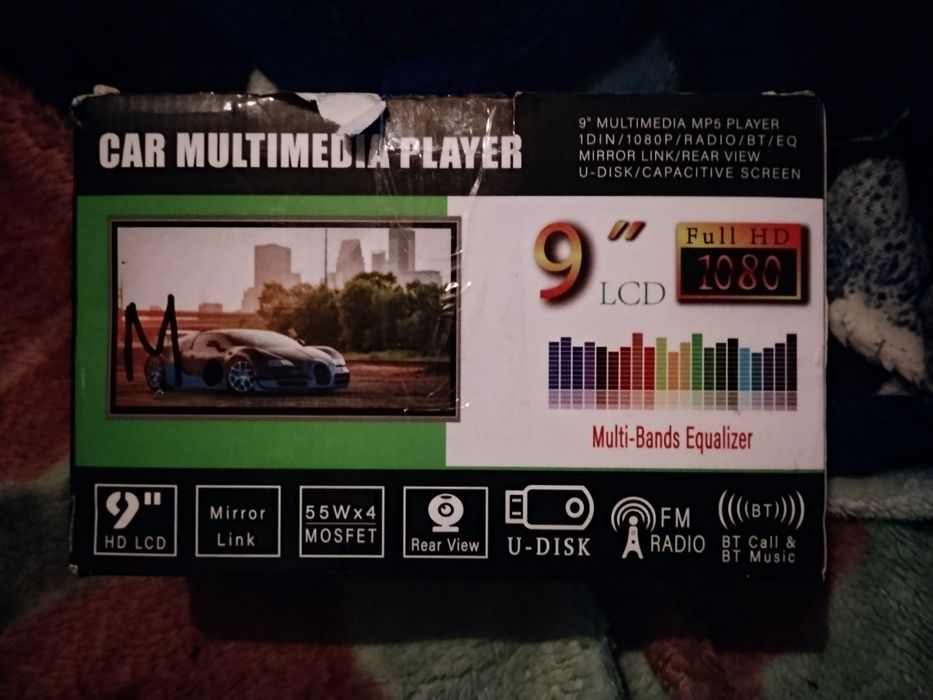 CAR MULTIMEDIA PLAYER
9" MULTIMEDIA MP5 PLAYER
1DIN/1080P/RADIO/BT/EQ
MIRROR LINK/REAR VIEW
U-DISK/CAPACITIVE SCREEN
M
9" LCD
Full HD
1080
Multi-Bands Equalizer
9"
HD LCD
Mirror
Link
55Wx4
MOSFET
Rear View
U-DISK
FM
RADIO
(BT)
BT Call &
BT Music